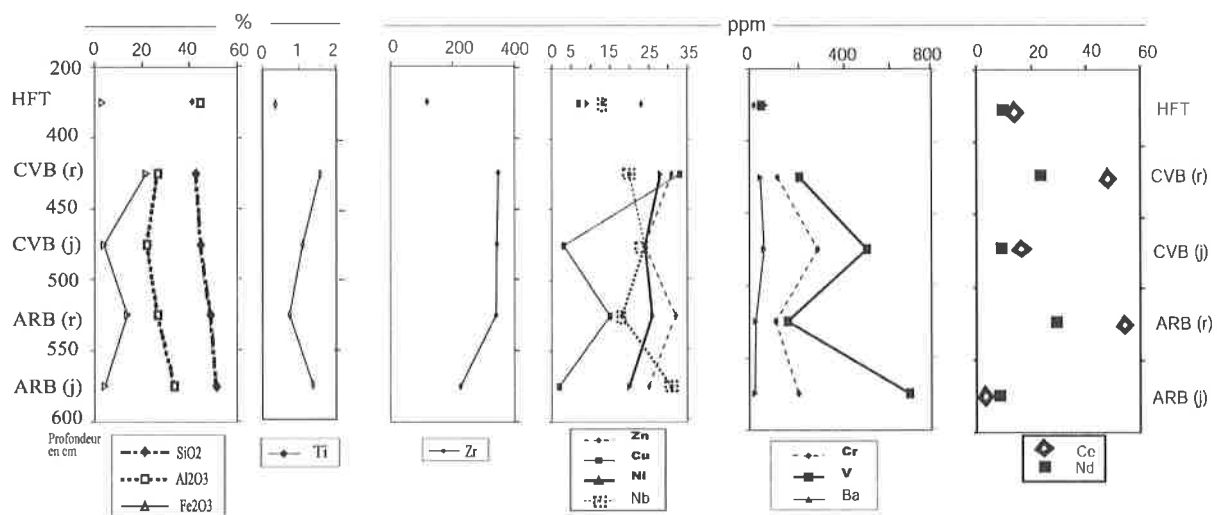 % ppm
0 20 40 60 0 1 2 0 200 400 0 5 15 25 35 0 400 800 0 20 40 60
200
HFT HFT
400
CVB (r) CVB (r)
450
CVB (j) CVB (j)
500
ARB (r) ARB (r)
550
ARB (j) ARB (j)
600
Profondeur
en cm
SiO2
Al2O3
Fe2O3
Ti
Zr
Zn
Cu
Ni
Nb
Cr
V
Ba
Ce
Nd